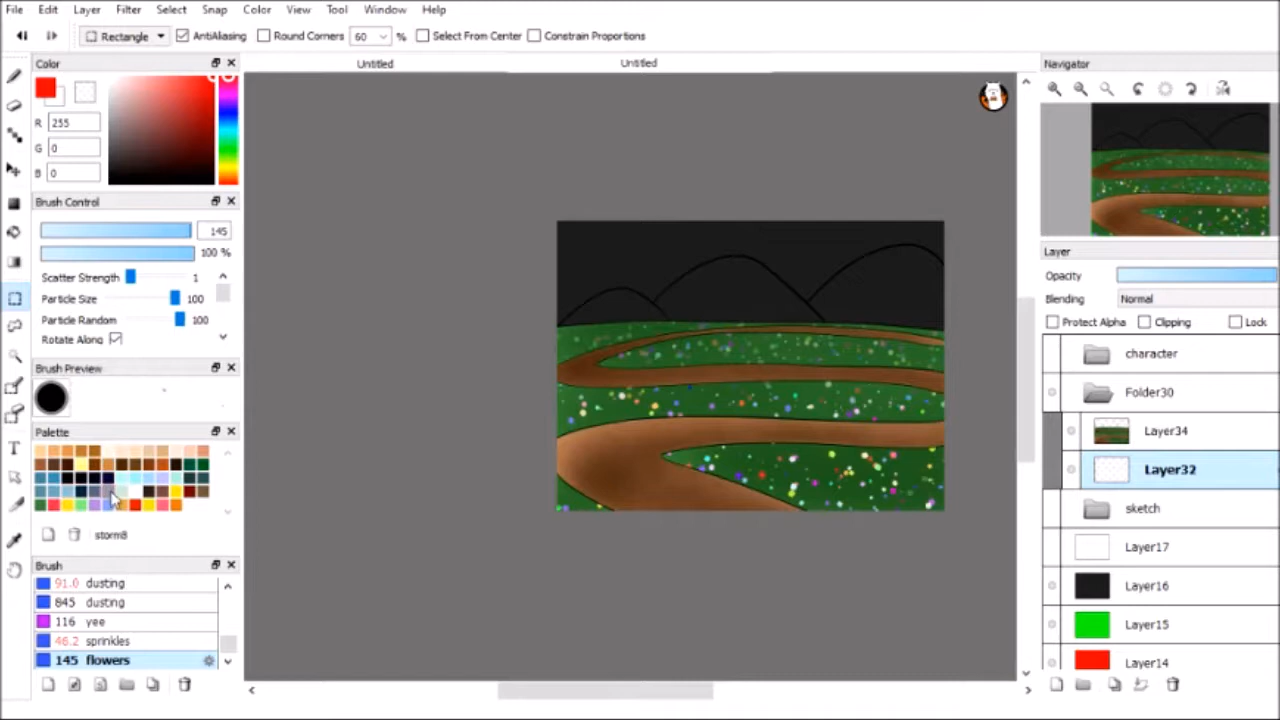 File Edit Layer Filter Select Snap Color View Tool Window Help
Rectangle AntiAliasing Round Corners 60 % Select From Center Constrain Proportions
Color
Untitled Untitled
Navigator
R 255
G 0
B 0
Brush Control
145
100 %
Scatter Strength 1
Particle Size 100
Particle Random 100
Rotate Along
Brush Preview
Palette
storm8
Brush
91.0 dusting
845 dusting
116 yee
46.2 sprinkles
145 flowers
Layer
Opacity
Blending Normal
Protect Alpha Clipping Lock
character
Folder30
Layer34
Layer32
sketch
Layer17
Layer16
Layer15
Layer14